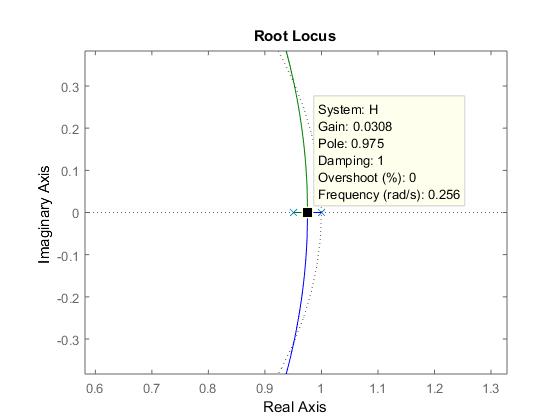 Root Locus
0.3
0.2
0.1
0
-0.1
-0.2
-0.3
Imaginary Axis
System: H
Gain: 0.0308
Pole: 0.975
Damping: 1
Overshoot (%): 0
Frequency (rad/s): 0.256
0.6 0.7 0.8 0.9 1 1.1 1.2 1.3
Real Axis